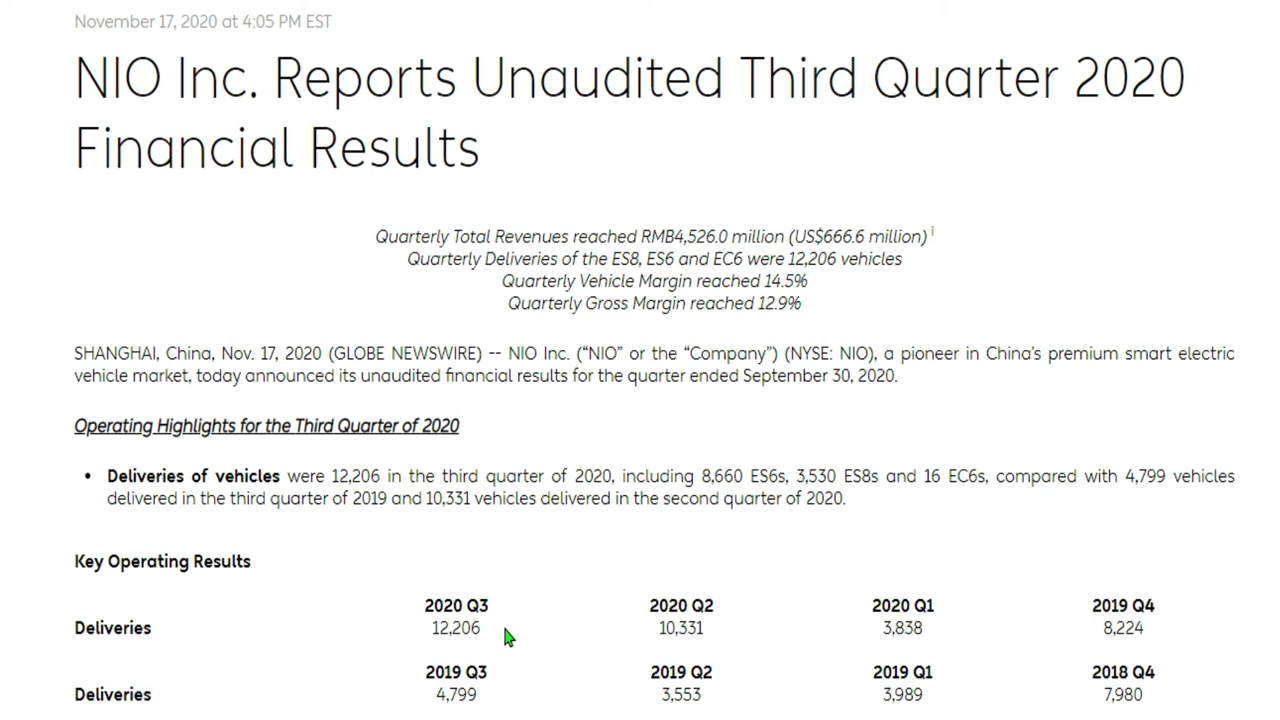 November 17, 2020 at 4:05 PM EST
NIO Inc. Reports Unaudited Third Quarter 2020
Financial Results
Quarterly Total Revenues reached RMB4,526.0 million (US$666.6 million) i
Quarterly Deliveries of the ES8, ES6 and EC6 were 12,206 vehicles
Quarterly Vehicle Margin reached 14.5%
Quarterly Gross Margin reached 12.9%
SHANGHAI, China, Nov. 17, 2020 (GLOBE NEWSWIRE) -- NIO Inc. (“NIO” or the “Company”) (NYSE: NIO), a pioneer in China’s premium smart electric
vehicle market, today announced its unaudited financial results for the quarter ended September 30, 2020.
Operating Highlights for the Third Quarter of 2020
• Deliveries of vehicles were 12,206 in the third quarter of 2020, including 8,660 ES6s, 3,530 ES8s and 16 EC6s, compared with 4,799 vehicles
delivered in the third quarter of 2019 and 10,331 vehicles delivered in the second quarter of 2020.
Key Operating Results
2020 Q3 2020 Q2 2020 Q1 2019 Q4
Deliveries 12,206 10,331 3,838 8,224
2019 Q3 2019 Q2 2019 Q1 2018 Q4
Deliveries 4,799 3,553 3,989 7,980